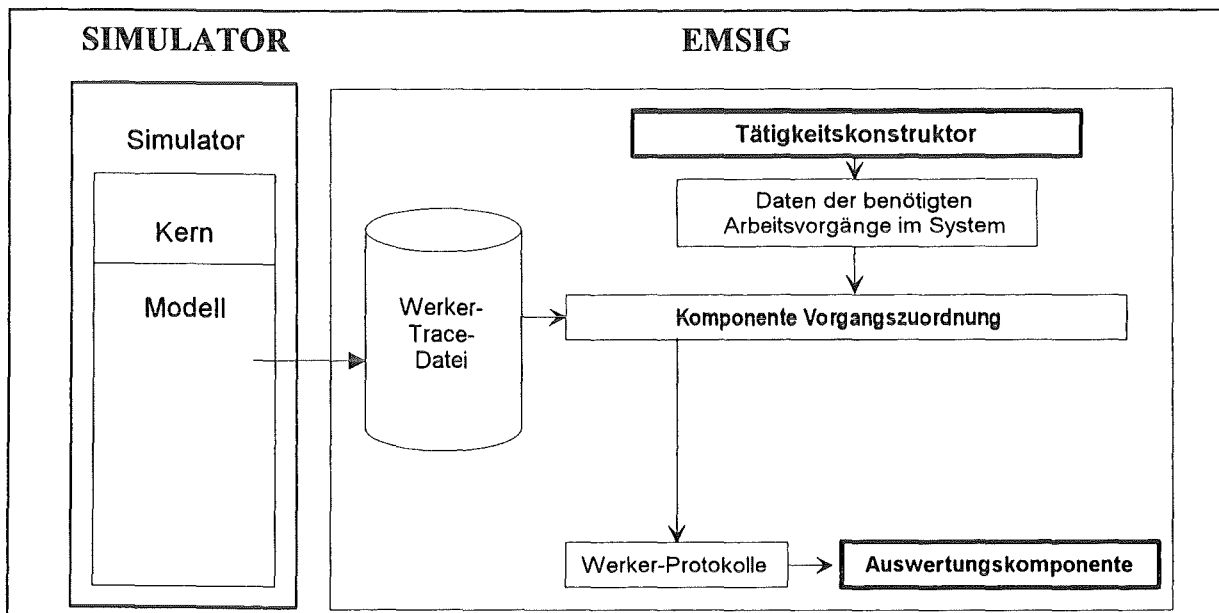 SIMULATOR
EMSIG
Simulator
Kern
Modell
Werker-
Trace-
Datei
Tätigkeitskonstruktor
Daten der benötigten
Arbeitsvorgänge im System
Komponente Vorgangszuordnung
Werker-Protokolle
Auswertungskomponente